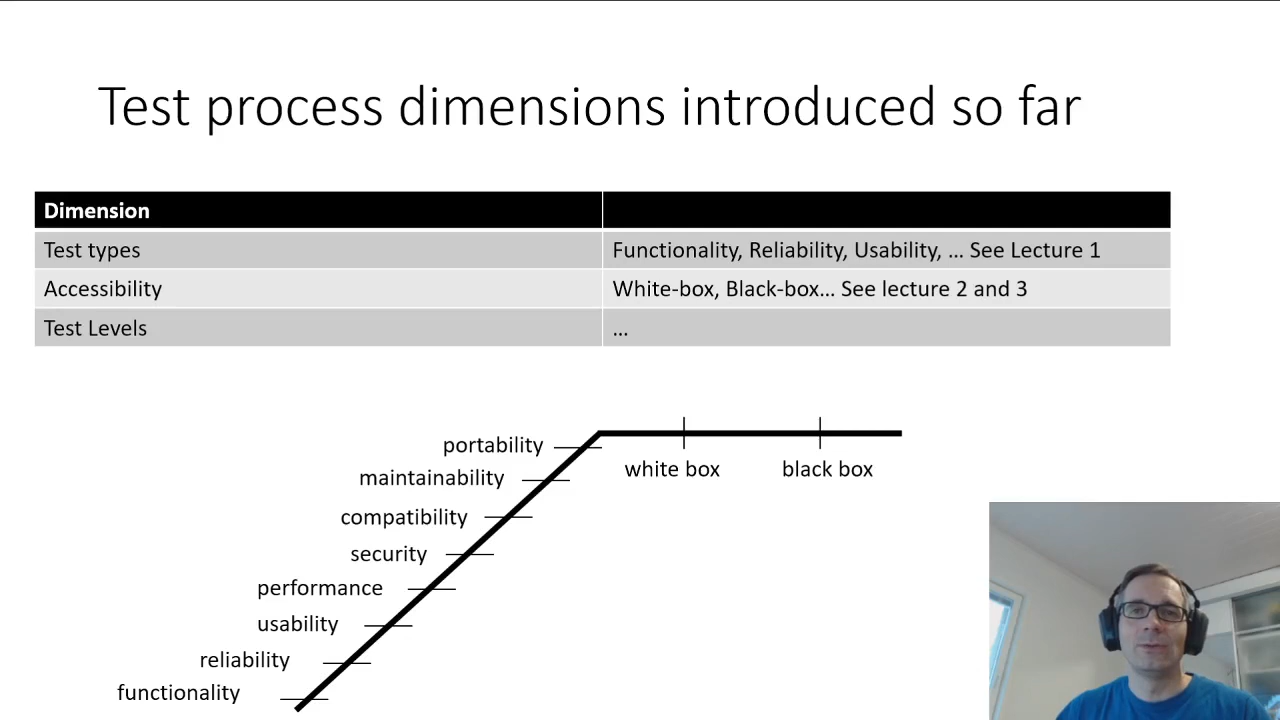 Test process dimensions introduced so far
Dimension
Test types Functionality, Reliability, Usability, ... See Lecture 1
Accessibility White-box, Black-box... See lecture 2 and 3
Test Levels ...
portability
white box black box
maintainability
compatibility
security
performance
usability
reliability
functionality